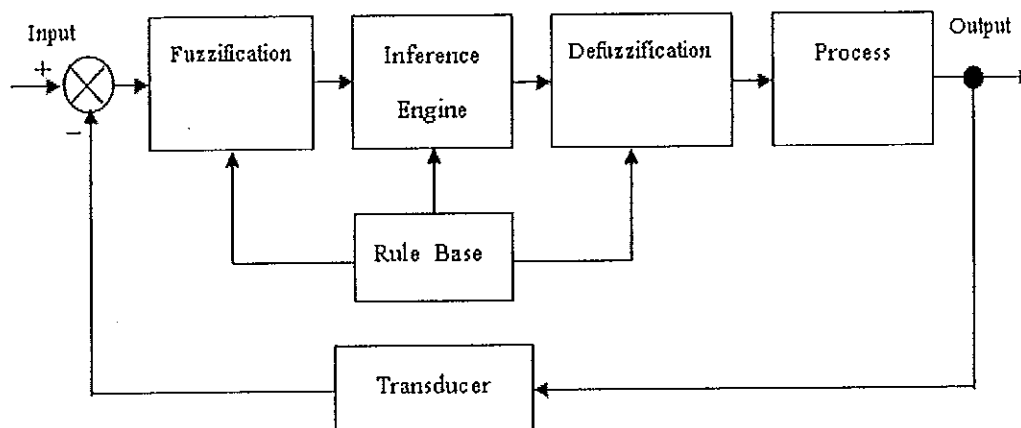 Input
Fuzzification
Inference
Engine
Defuzzification
Process
Output
+
−
Rule Base
Transducer